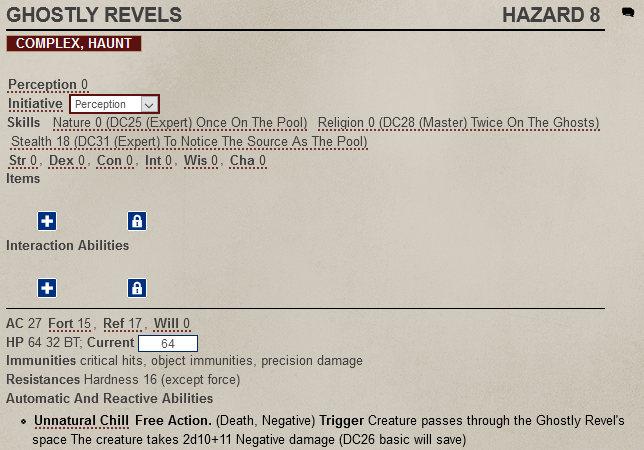 GHOSTLY REVELS HAZARD 8
COMPLEX, HAUNT
Perception 0
Initiative Perception
Skills Nature 0 (DC25 (Expert) Once On The Pool) Religion 0 (DC28 (Master) Twice On The Ghosts)
Stealth 18 (DC31 (Expert) To Notice The Source As The Pool)
Str 0, Dex 0, Con 0, Int 0, Wis 0, Cha 0
Items
Interaction Abilities
AC 27 Fort 15, Ref 17, Will 0
HP 64 32 BT; Current 64
Immunities critical hits, object immunities, precision damage
Resistances Hardness 16 (except force)
Automatic And Reactive Abilities
Unnatural Chill Free Action. (Death, Negative) Trigger Creature passes through the Ghostly Revel's
space The creature takes 2d10+11 Negative damage (DC26 basic will save)